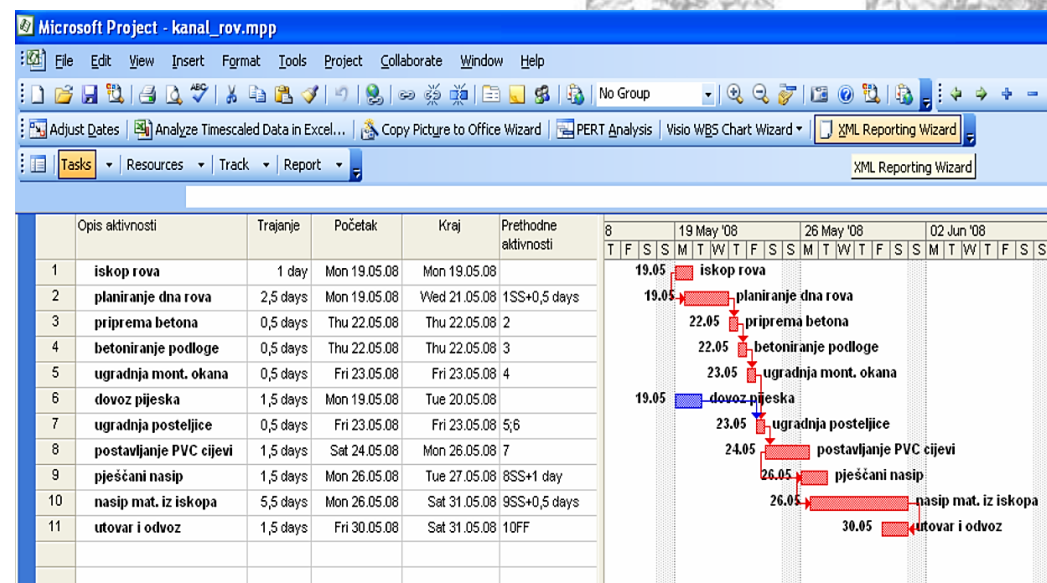 Microsoft Project - kanal_rov.mpp
File Edit View Insert Format Tools Project Collaborate Window Help
No Group
Adjust Dates Analyze Timescaled Data in Excel... Copy Picture to Office Wizard PERT Analysis Visio WBS Chart Wizard XML Reporting Wizard
Tasks Resources Track Report
XML Reporting Wizard
Opis aktivnosti Trajanje Početak Kraj Prethodne aktivnosti
8 19 May '08 26 May '08 02 Jun '08
T F S S M T W T F S S M T W T F S S M T W T F S S
1 iskop rova 1 day Mon 19.05.08 Mon 19.05.08
19.05 iskop rova
2 planiranje dna rova 2,5 days Mon 19.05.08 Wed 21.05.08 1SS+0,5 days
19.05 planiranje dna rova
3 priprema betona 0,5 days Thu 22.05.08 Thu 22.05.08 2
22.05 priprema betona
4 betoniranje podloge 0,5 days Thu 22.05.08 Thu 22.05.08 3
22.05 betoniranje podloge
5 ugradnja mont. okana 0,5 days Fri 23.05.08 Fri 23.05.08 4
23.05 ugradnja mont. okana
6 dovoz pijeska 1,5 days Mon 19.05.08 Tue 20.05.08
19.05 dovoz pijeska
7 ugradnja posteljice 0,5 days Fri 23.05.08 Fri 23.05.08 5;6
23.05 ugradnja posteljice
8 postavljanje PVC cijevi 1,5 days Sat 24.05.08 Mon 26.05.08 7
24.05 postavljanje PVC cijevi
9 pješčani nasip 1,5 days Mon 26.05.08 Tue 27.05.08 8SS+1 day
26.05 pješčani nasip
10 nasip mat. iz iskopa 5,5 days Mon 26.05.08 Sat 31.05.08 9SS+0,5 days
26.05 nasip mat. iz iskopa
11 utovar i odvoz 1,5 days Fri 30.05.08 Sat 31.05.08 10FF
30.05 utovar i odvoz